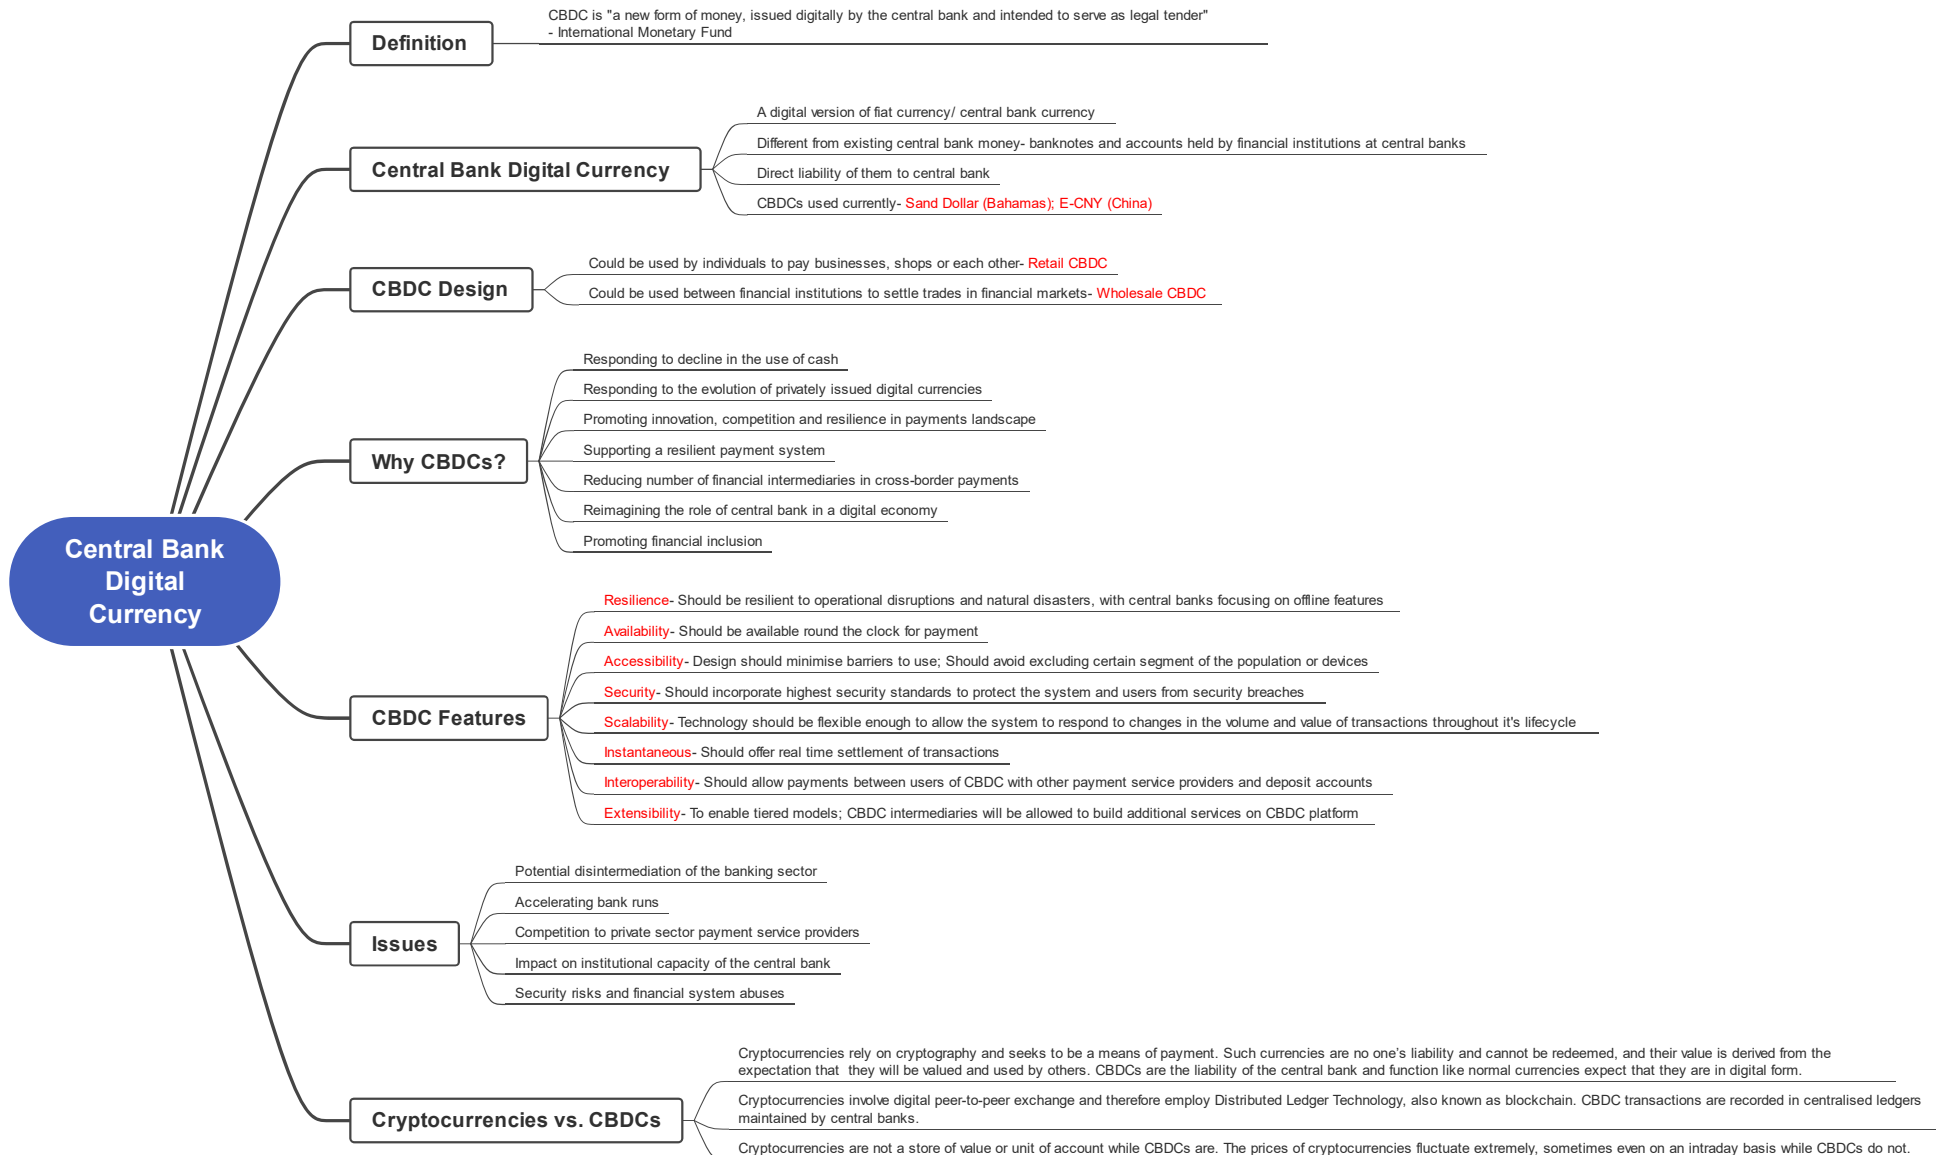 Central Bank
Digital
Currency
Definition
CBDC is "a new form of money, issued digitally by the central bank and intended to serve as legal tender"
- International Monetary Fund
Central Bank Digital Currency
A digital version of fiat currency/ central bank currency
Different from existing central bank money- banknotes and accounts held by financial institutions at central banks
Direct liability of them to central bank
CBDCs used currently- Sand Dollar (Bahamas); E-CNY (China)
CBDC Design
Could be used by individuals to pay businesses, shops or each other- Retail CBDC
Could be used between financial institutions to settle trades in financial markets- Wholesale CBDC
Why CBDCs?
Responding to decline in the use of cash
Responding to the evolution of privately issued digital currencies
Promoting innovation, competition and resilience in payments landscape
Supporting a resilient payment system
Reducing number of financial intermediaries in cross-border payments
Reimagining the role of central bank in a digital economy
Promoting financial inclusion
CBDC Features
Resilience- Should be resilient to operational disruptions and natural disasters, with central banks focusing on offline features
Availability- Should be available round the clock for payment
Accessibility- Design should minimise barriers to use; Should avoid excluding certain segment of the population or devices
Security- Should incorporate highest security standards to protect the system and users from security breaches
Scalability- Technology should be flexible enough to allow the system to respond to changes in the volume and value of transactions throughout it's lifecycle
Instantaneous- Should offer real time settlement of transactions
Interoperability- Should allow payments between users of CBDC with other payment service providers and deposit accounts
Extensibility- To enable tiered models; CBDC intermediaries will be allowed to build additional services on CBDC platform
Issues
Potential disintermediation of the banking sector
Accelerating bank runs
Competition to private sector payment service providers
Impact on institutional capacity of the central bank
Security risks and financial system abuses
Cryptocurrencies vs. CBDCs
Cryptocurrencies rely on cryptography and seeks to be a means of payment. Such currencies are no one's liability and cannot be redeemed, and their value is derived from the
expectation that they will be valued and used by others. CBDCs are the liability of the central bank and function like normal currencies expect that they are in digital form.
Cryptocurrencies involve digital peer-to-peer exchange and therefore employ Distributed Ledger Technology, also known as blockchain. CBDC transactions are recorded in centralised ledgers
maintained by central banks.
Cryptocurrencies are not a store of value or unit of account while CBDCs are. The prices of cryptocurrencies fluctuate extremely, sometimes even on an intraday basis while CBDCs do not.